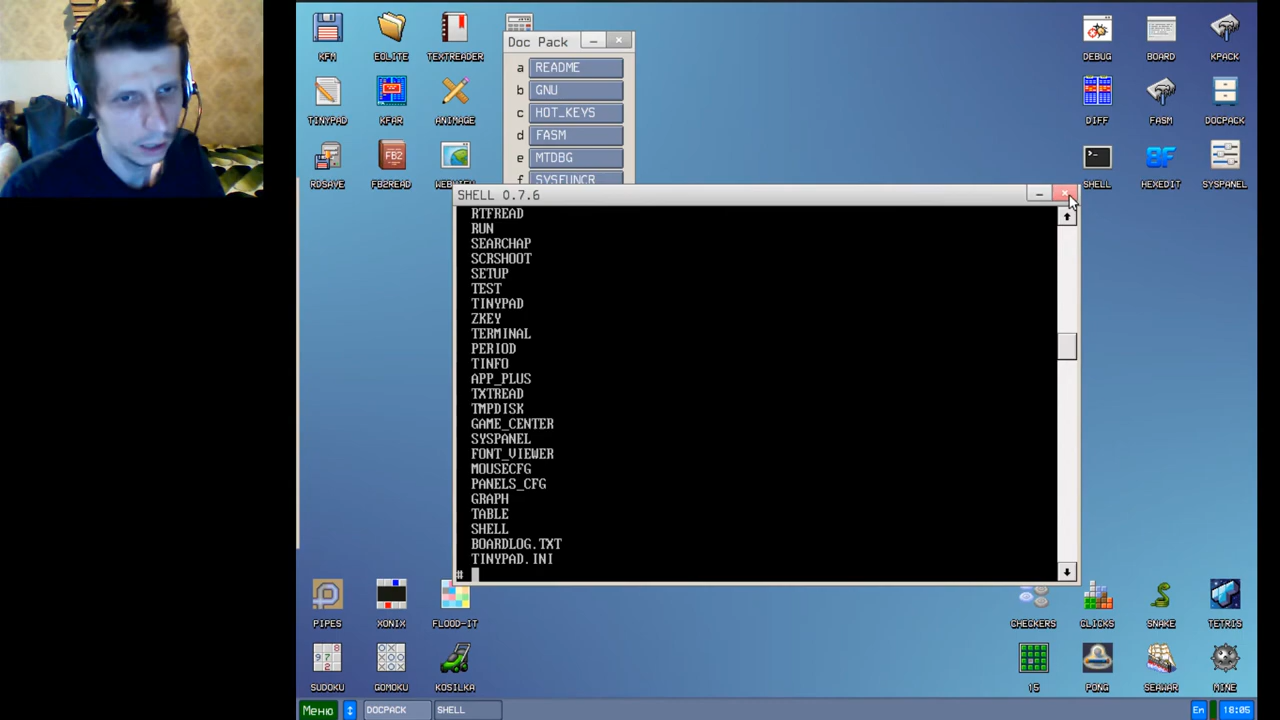 KFM
EOLITE
TEXTREADER
DEBUG
BOARD
KPACK
TINYPAD
KFAR
ANIMAGE
DIFF
FASM
DOCPACK
RDSAVE
FB2
FB2READ
SHELL
8F
HEXEDIT
SYSPANEL
Doc Pack
a README
b GNU
c HOT_KEYS
d FASM
e MTDBG
f SYSFUNCR
SHELL 0.7.6
RTFREAD
RUN
SEARCHAP
SCRSHOOT
SETUP
TEST
TINYPAD
ZKEY
TERMINAL
PERIOD
TINFO
APP_PLUS
TXTREAD
TMPDISK
GAME_CENTER
SYSPANEL
FONT_VIEWER
MOUSECFG
PANELS_CFG
GRAPH
TABLE
SHELL
BOARDLOG.TXT
TINYPAD.INI
#
PIPES
XONIX
FLOOD-IT
CHECKERS
CLICKS
SNAKE
TETRIS
SUDOKU
GOMOKU
KOSILKA
15
PONG
SEAWAR
MINE
Меню
DOCPACK
SHELL
En
18:05